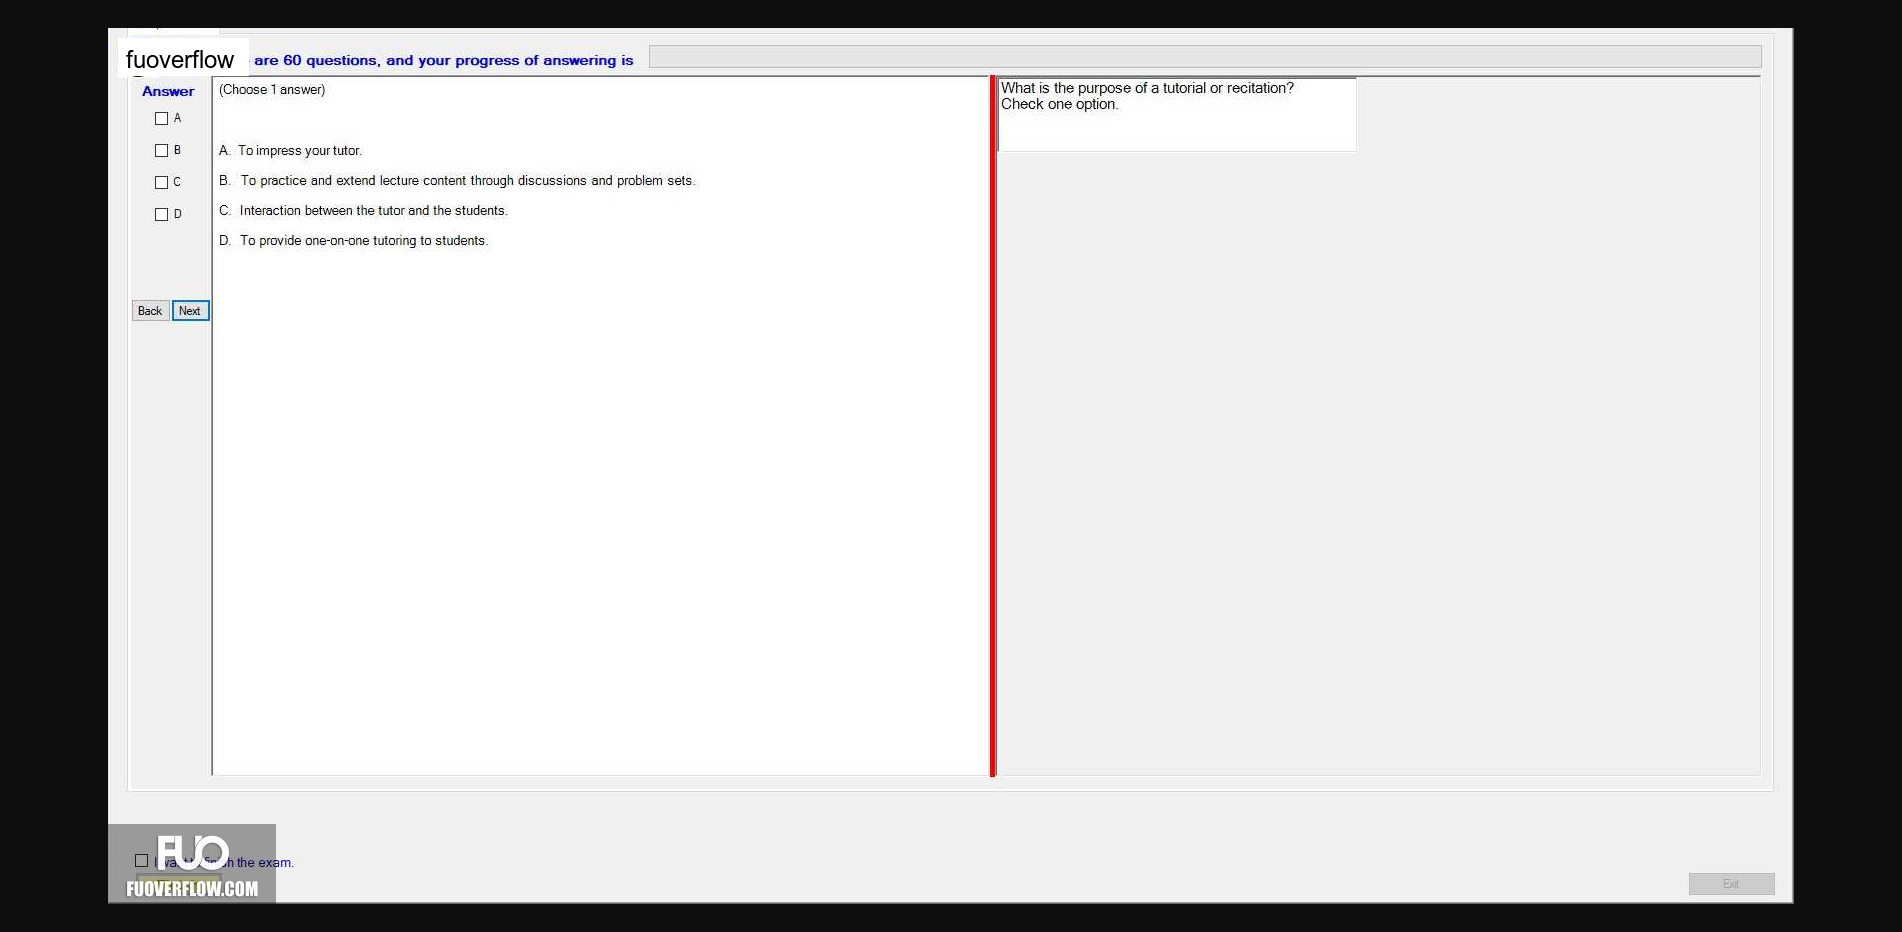 fuoverflow are 60 questions, and your progress of answering is
Answer
A
B
C
D
Back Next
(Choose 1 answer)
A. To impress your tutor.
B. To practice and extend lecture content through discussions and problem sets.
C. Interaction between the tutor and the students.
D. To provide one-on-one tutoring to students.
What is the purpose of a tutorial or recitation?
Check one option.
FUO
the exam.
FUOVERFLOW.COM
Exit